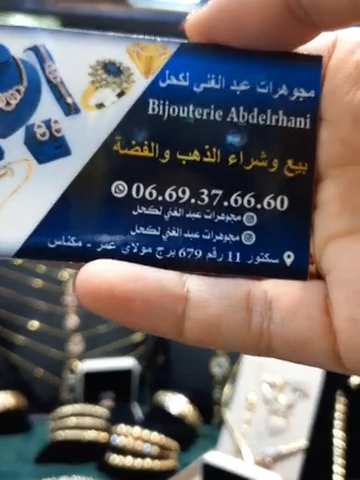 مجوهرات عبد الغني لكحل
Bijouterie Abdelrhani
بيع وشراء الذهب والفضة
06.69.37.66.60
مجوهرات عبد الغني لكحل
مجوهرات عبد الغني لكحل
سكتور 11 رقم 679 برج مولاي عمر - مكناس